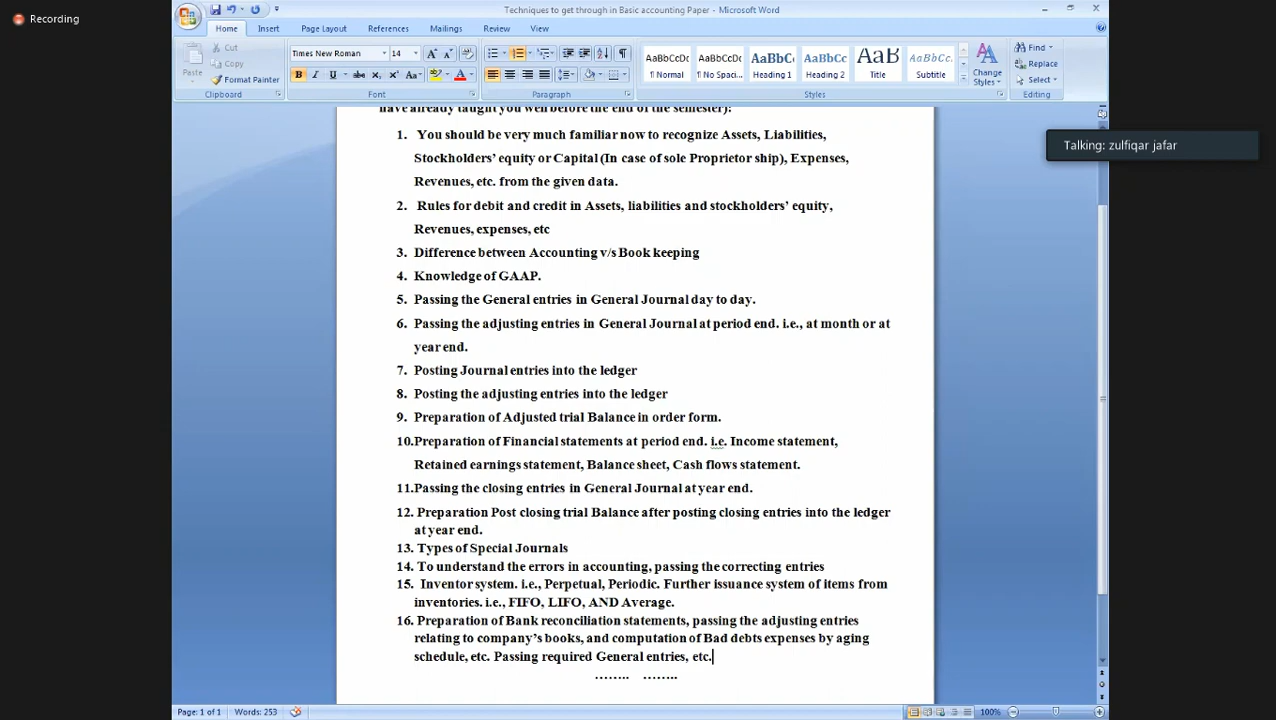 Recording
Techniques to get through in Basic accounting Paper - Microsoft Word
Home Insert Page Layout References Mailings Review View
Paste
Cut
Copy
Format Painter
Clipboard
Times New Roman 14
Font
Paragraph
AaBbCcDc AaBbCcDc AaBbC AaBbCc AaB AaBbCc.
¶ Normal ¶ No Spaci... Heading 1 Heading 2 Title Subtitle
Change Styles
Styles
Find
Replace
Select
Editing
Talking: zulfiqar jafar
have already taught you well before the end of the semester):
1. You should be very much familiar now to recognize Assets, Liabilities,
Stockholders' equity or Capital (In case of sole Proprietor ship), Expenses,
Revenues, etc. from the given data.
2. Rules for debit and credit in Assets, liabilities and stockholders' equity,
Revenues, expenses, etc
3. Difference between Accounting v/s Book keeping
4. Knowledge of GAAP.
5. Passing the General entries in General Journal day to day.
6. Passing the adjusting entries in General Journal at period end. i.e., at month or at
year end.
7. Posting Journal entries into the ledger
8. Posting the adjusting entries into the ledger
9. Preparation of Adjusted trial Balance in order form.
10.Preparation of Financial statements at period end. i.e. Income statement,
Retained earnings statement, Balance sheet, Cash flows statement.
11.Passing the closing entries in General Journal at year end.
12. Preparation Post closing trial Balance after posting closing entries into the ledger
at year end.
13. Types of Special Journals
14. To understand the errors in accounting, passing the correcting entries
15. Inventor system. i.e., Perpetual, Periodic. Further issuance system of items from
inventories. i.e., FIFO, LIFO, AND Average.
16. Preparation of Bank reconciliation statements, passing the adjusting entries
relating to company's books, and computation of Bad debts expenses by aging
schedule, etc. Passing required General entries, etc.
........ ........
Page: 1 of 1 Words: 253 100%